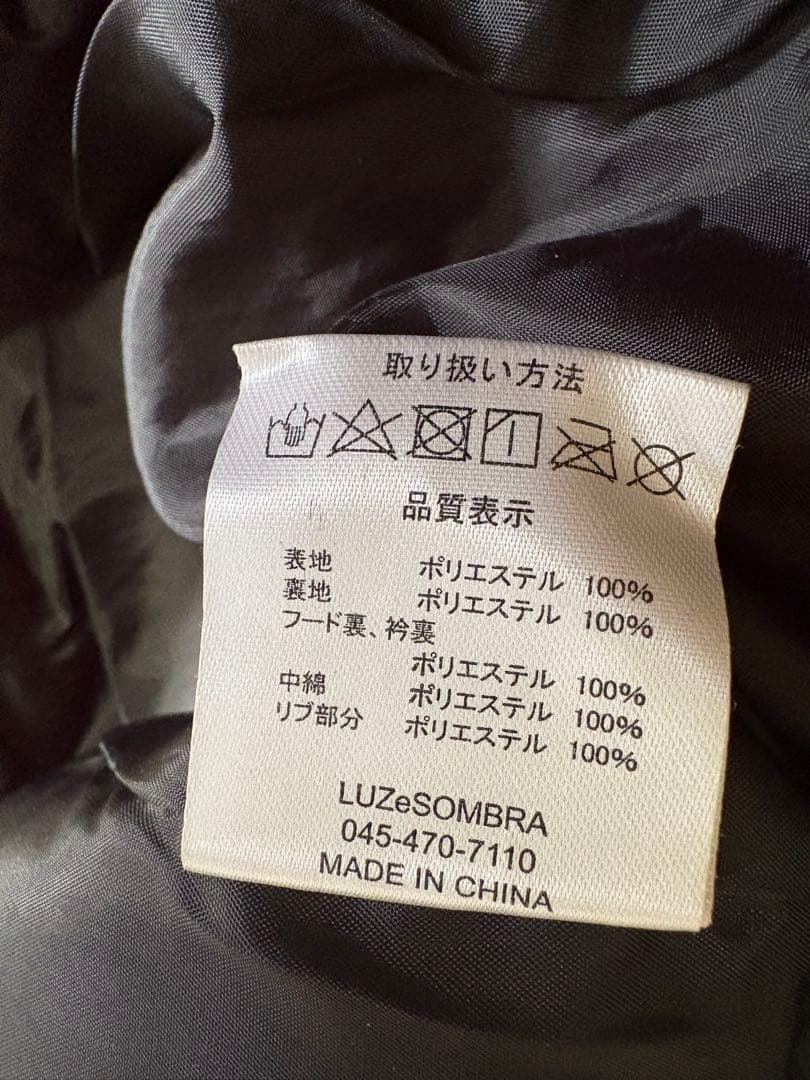 取り扱い方法
品質表示
表地 ポリエステル 100%
裏地 ポリエステル 100%
フード裏、衿裏
ポリエステル 100%
中綿 ポリエステル 100%
リブ部分 ポリエステル 100%
LUZeSOMBRA
045-470-7110
MADE IN CHINA